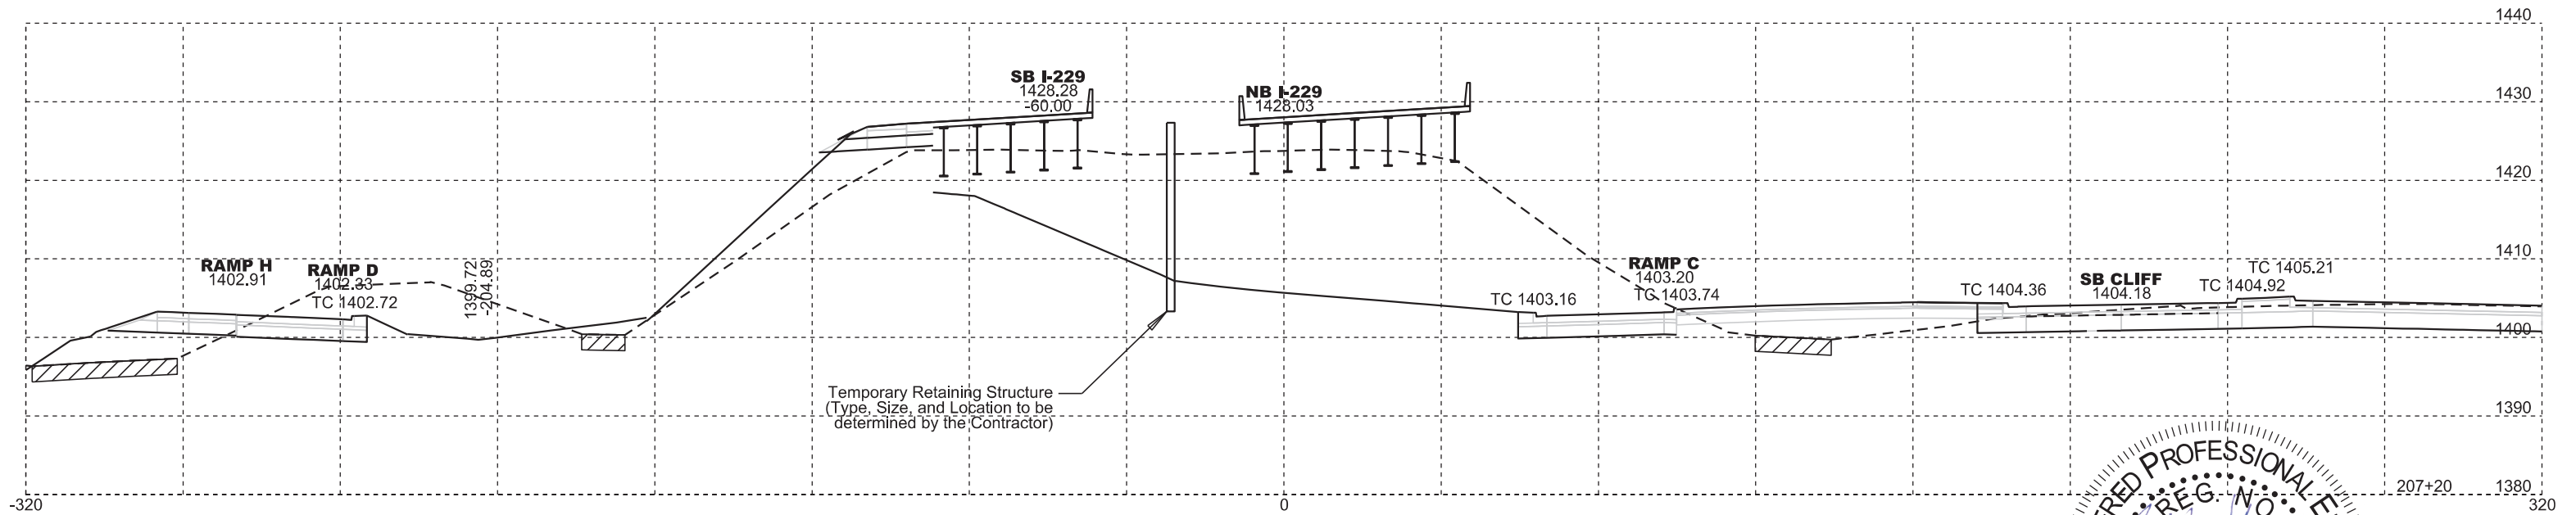 1440
SB I-229
1428.28
-60.00
NB I-229
1428.03
1430
1420
1410
RAMP H
1402.91
RAMP D
1402.33
TC 1402.72
1399.72
-204.89
RAMP C
1403.20
TC 1403.16
TC 1403.74
TC 1404.36
SB CLIFF
1404.18
TC 1404.92
TC 1405.21
1400
Temporary Retaining Structure
(Type, Size, and Location to be
determined by the Contractor)
1390
1380
207+20
-320
0
320
RED PROFESSIONAL E
REG. NO